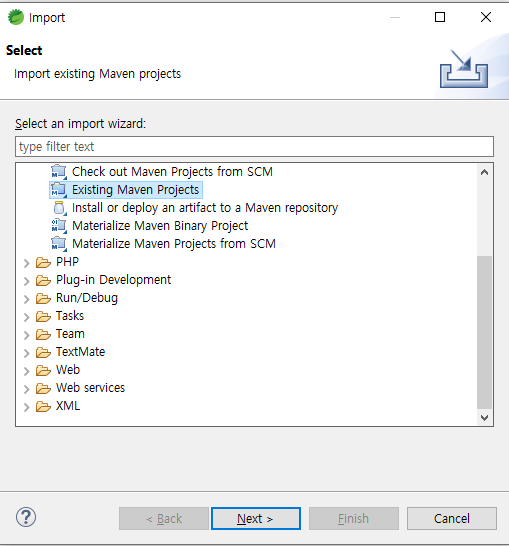 Import
Select
Import existing Maven projects
Select an import wizard:
type filter text
Check out Maven Projects from SCM
Existing Maven Projects
Install or deploy an artifact to a Maven repository
Materialize Maven Binary Project
Materialize Maven Projects from SCM
PHP
Plug-in Development
Run/Debug
Tasks
Team
TextMate
Web
Web services
XML
? < Back Next > Finish Cancel